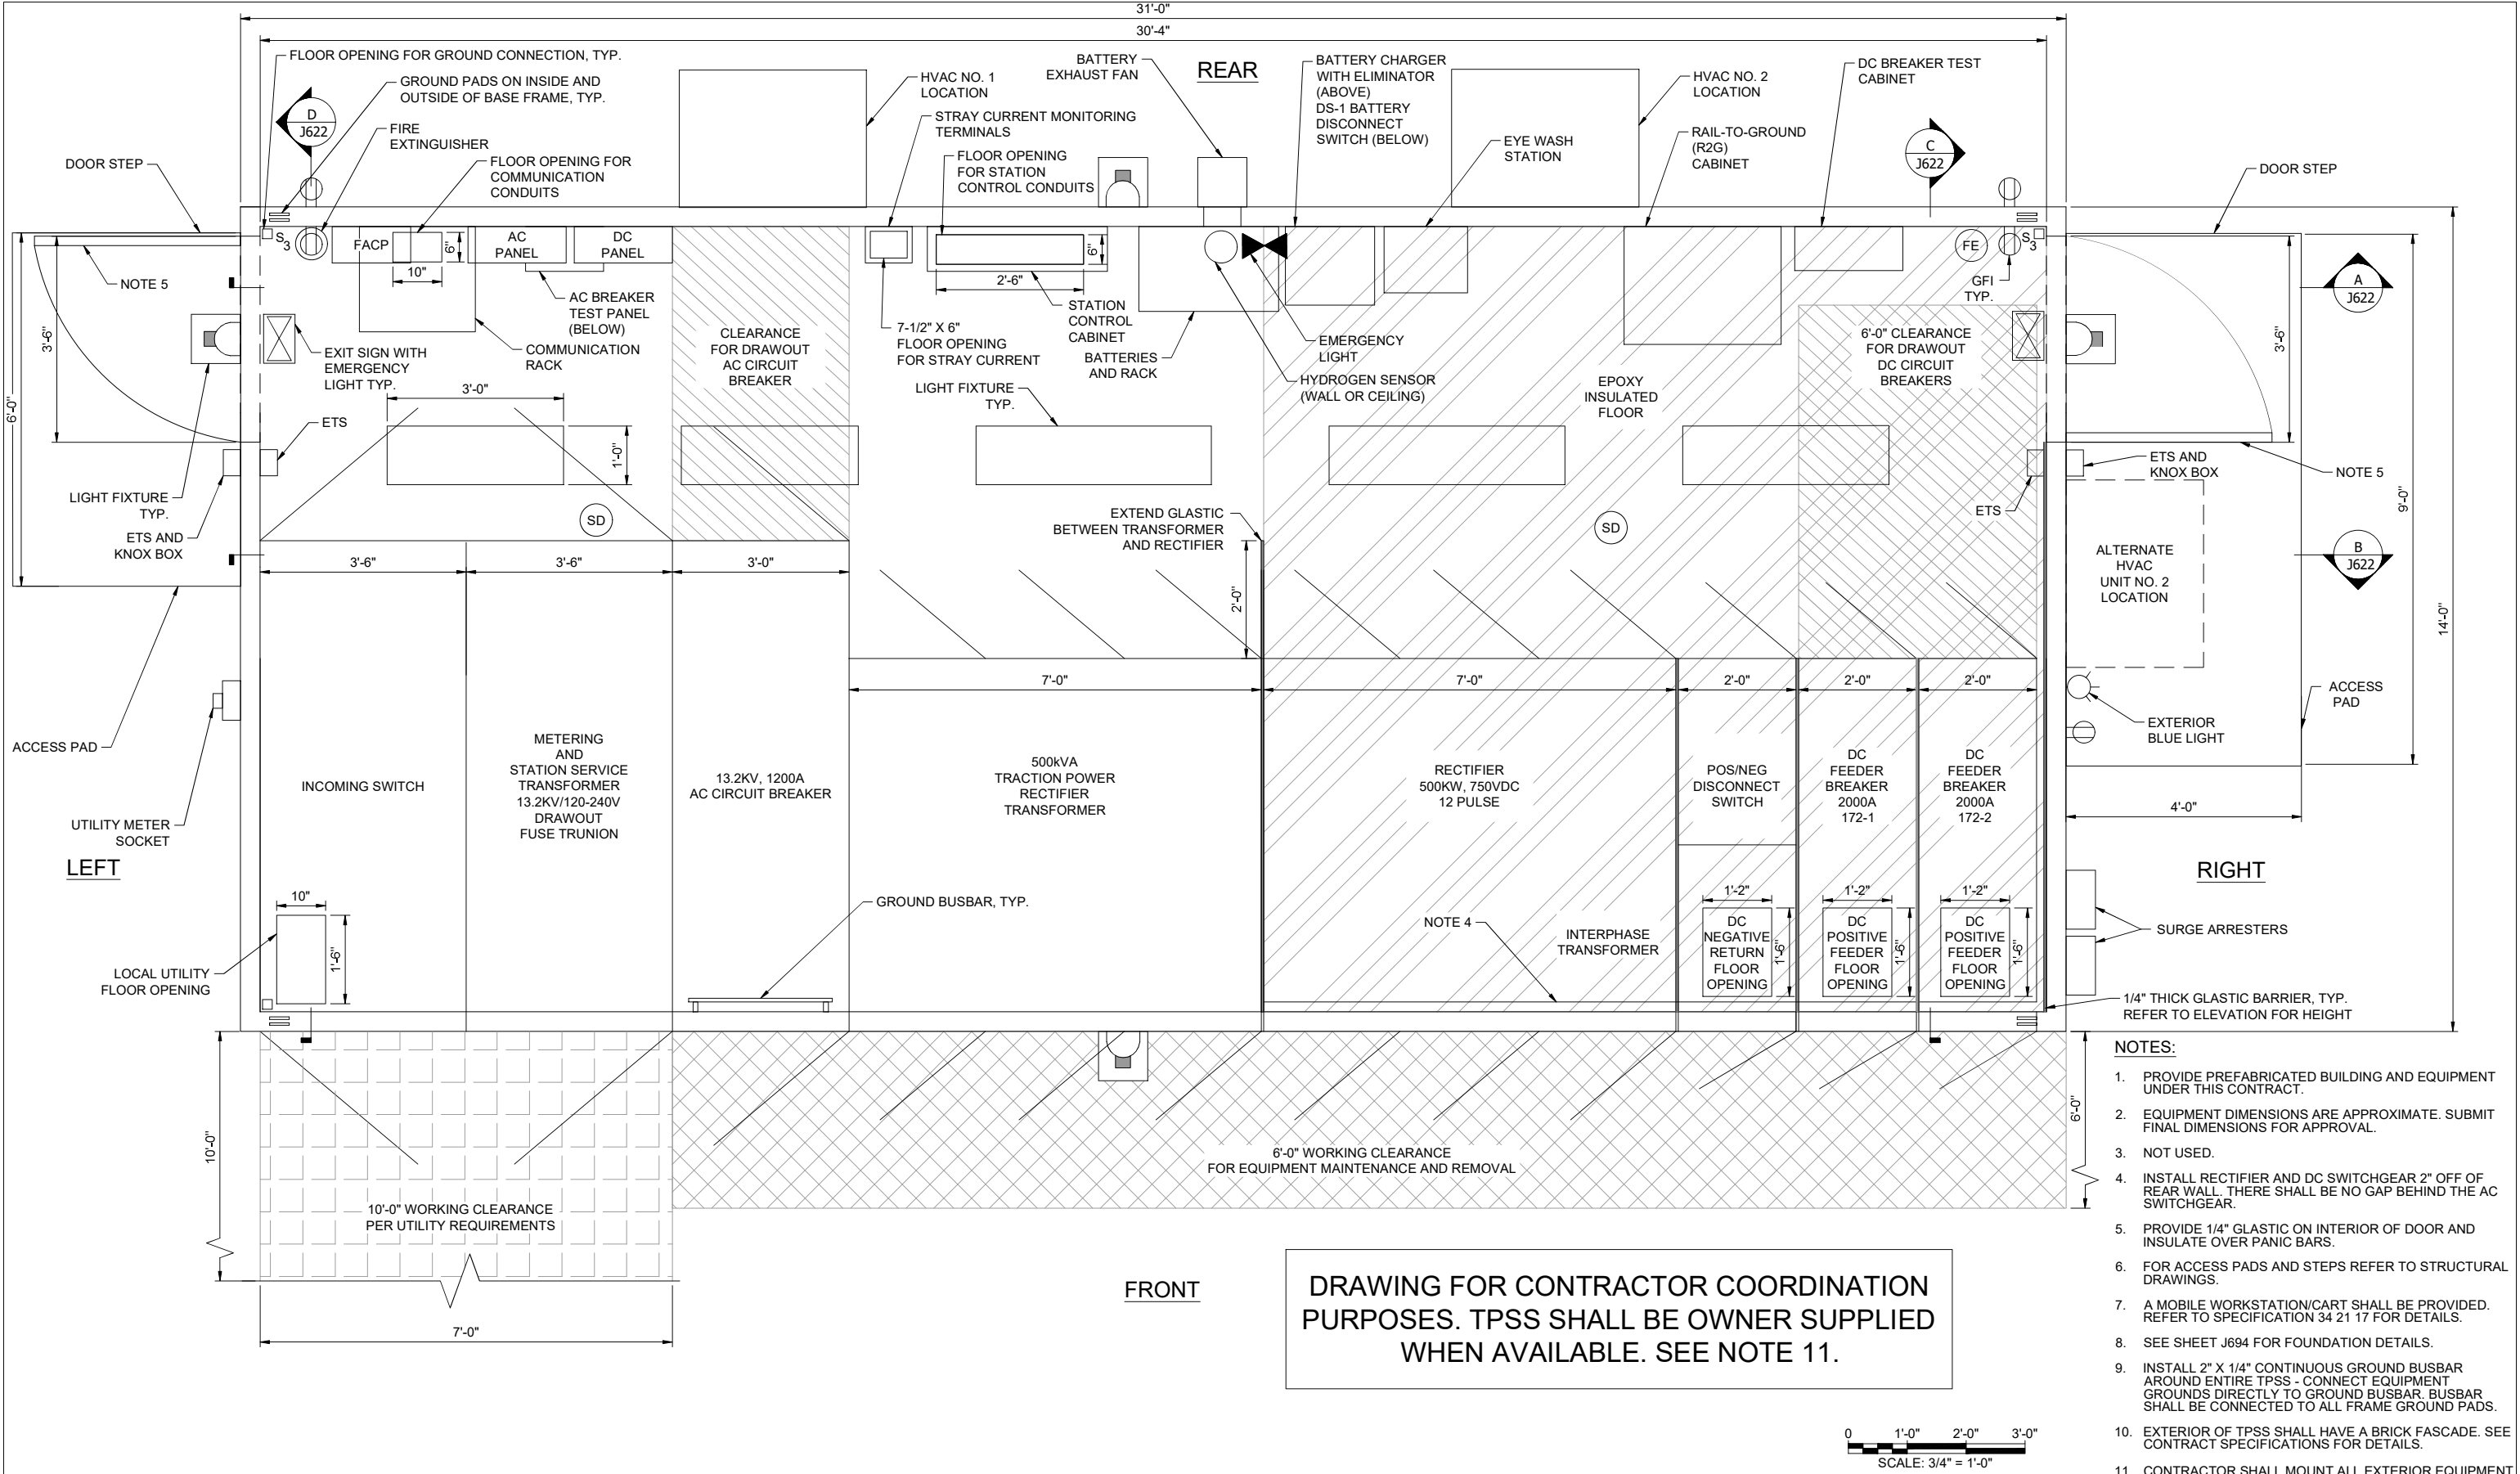 31'-0"
30'-4"
FLOOR OPENING FOR GROUND CONNECTION, TYP.
GROUND PADS ON INSIDE AND
OUTSIDE OF BASE FRAME, TYP.
D
J622
FIRE
EXTINGUISHER
FLOOR OPENING FOR
COMMUNICATION
CONDUITS
HVAC NO. 1
LOCATION
STRAY CURRENT MONITORING
TERMINALS
FLOOR OPENING
FOR STATION
CONTROL CONDUITS
BATTERY
EXHAUST FAN
REAR
BATTERY CHARGER
WITH ELIMINATOR
(ABOVE)
DS-1 BATTERY
DISCONNECT
SWITCH (BELOW)
EYE WASH
STATION
HVAC NO. 2
LOCATION
RAIL-TO-GROUND
(R2G)
CABINET
DC BREAKER TEST
CABINET
C
J622
DOOR STEP
DOOR STEP
NOTE 5
3'-6"
6'-0"
S3
FACP
6"
10"
AC
PANEL
DC
PANEL
AC BREAKER
TEST PANEL
(BELOW)
COMMUNICATION
RACK
EXIT SIGN WITH
EMERGENCY
LIGHT TYP.
CLEARANCE
FOR DRAWOUT
AC CIRCUIT
BREAKER
7-1/2" X 6"
FLOOR OPENING
FOR STRAY CURRENT
2'-6"
6"
STATION
CONTROL
CABINET
BATTERIES
AND RACK
EMERGENCY
LIGHT
HYDROGEN SENSOR
(WALL OR CEILING)
EPOXY
INSULATED
FLOOR
6'-0" CLEARANCE
FOR DRAWOUT
DC CIRCUIT
BREAKERS
FE
S3
GFI
TYP.
3'-6"
A
J622
3'-0"
1'-0"
LIGHT FIXTURE
TYP.
ETS
LIGHT FIXTURE
TYP.
ETS AND
KNOX BOX
SD
SD
EXTEND GLASTIC
BETWEEN TRANSFORMER
AND RECTIFIER
2'-0"
ETS
ETS AND
KNOX BOX
NOTE 5
9'-0"
ALTERNATE
HVAC
UNIT NO. 2
LOCATION
B
J622
14'-0"
3'-6"
3'-6"
3'-0"
7'-0"
7'-0"
2'-0"
2'-0"
2'-0"
ACCESS PAD
UTILITY METER
SOCKET
LEFT
INCOMING SWITCH
METERING
AND
STATION SERVICE
TRANSFORMER
13.2KV/120-240V
DRAWOUT
FUSE TRUNION
13.2KV, 1200A
AC CIRCUIT BREAKER
500kVA
TRACTION POWER
RECTIFIER
TRANSFORMER
RECTIFIER
500KW, 750VDC
12 PULSE
POS/NEG
DISCONNECT
SWITCH
DC
FEEDER
BREAKER
2000A
172-1
DC
FEEDER
BREAKER
2000A
172-2
ACCESS
PAD
EXTERIOR
BLUE LIGHT
4'-0"
RIGHT
10"
1'-6"
LOCAL UTILITY
FLOOR OPENING
GROUND BUSBAR, TYP.
NOTE 4
INTERPHASE
TRANSFORMER
1'-2"
DC
NEGATIVE
RETURN
FLOOR
OPENING
1'-6"
1'-2"
DC
POSITIVE
FEEDER
FLOOR
OPENING
1'-6"
1'-2"
DC
POSITIVE
FEEDER
FLOOR
OPENING
1'-6"
SURGE ARRESTERS
1/4" THICK GLASTIC BARRIER, TYP.
REFER TO ELEVATION FOR HEIGHT
10'-0"
10'-0" WORKING CLEARANCE
PER UTILITY REQUIREMENTS
7'-0"
6'-0" WORKING CLEARANCE
FOR EQUIPMENT MAINTENANCE AND REMOVAL
6'-0"
FRONT
DRAWING FOR CONTRACTOR COORDINATION
PURPOSES. TPSS SHALL BE OWNER SUPPLIED
WHEN AVAILABLE. SEE NOTE 11.
0 1'-0" 2'-0" 3'-0"
SCALE: 3/4" = 1'-0"
NOTES:
1. PROVIDE PREFABRICATED BUILDING AND EQUIPMENT
UNDER THIS CONTRACT.
2. EQUIPMENT DIMENSIONS ARE APPROXIMATE. SUBMIT
FINAL DIMENSIONS FOR APPROVAL.
3. NOT USED.
4. INSTALL RECTIFIER AND DC SWITCHGEAR 2" OFF OF
REAR WALL. THERE SHALL BE NO GAP BEHIND THE AC
SWITCHGEAR.
5. PROVIDE 1/4" GLASTIC ON INTERIOR OF DOOR AND
INSULATE OVER PANIC BARS.
6. FOR ACCESS PADS AND STEPS REFER TO STRUCTURAL
DRAWINGS.
7. A MOBILE WORKSTATION/CART SHALL BE PROVIDED.
REFER TO SPECIFICATION 34 21 17 FOR DETAILS.
8. SEE SHEET J694 FOR FOUNDATION DETAILS.
9. INSTALL 2" X 1/4" CONTINUOUS GROUND BUSBAR
AROUND ENTIRE TPSS - CONNECT EQUIPMENT
GROUNDS DIRECTLY TO GROUND BUSBAR. BUSBAR
SHALL BE CONNECTED TO ALL FRAME GROUND PADS.
10. EXTERIOR OF TPSS SHALL HAVE A BRICK FASCADE. SEE
CONTRACT SPECIFICATIONS FOR DETAILS.
11. CONTRACTOR SHALL MOUNT ALL EXTERIOR EQUIPMENT